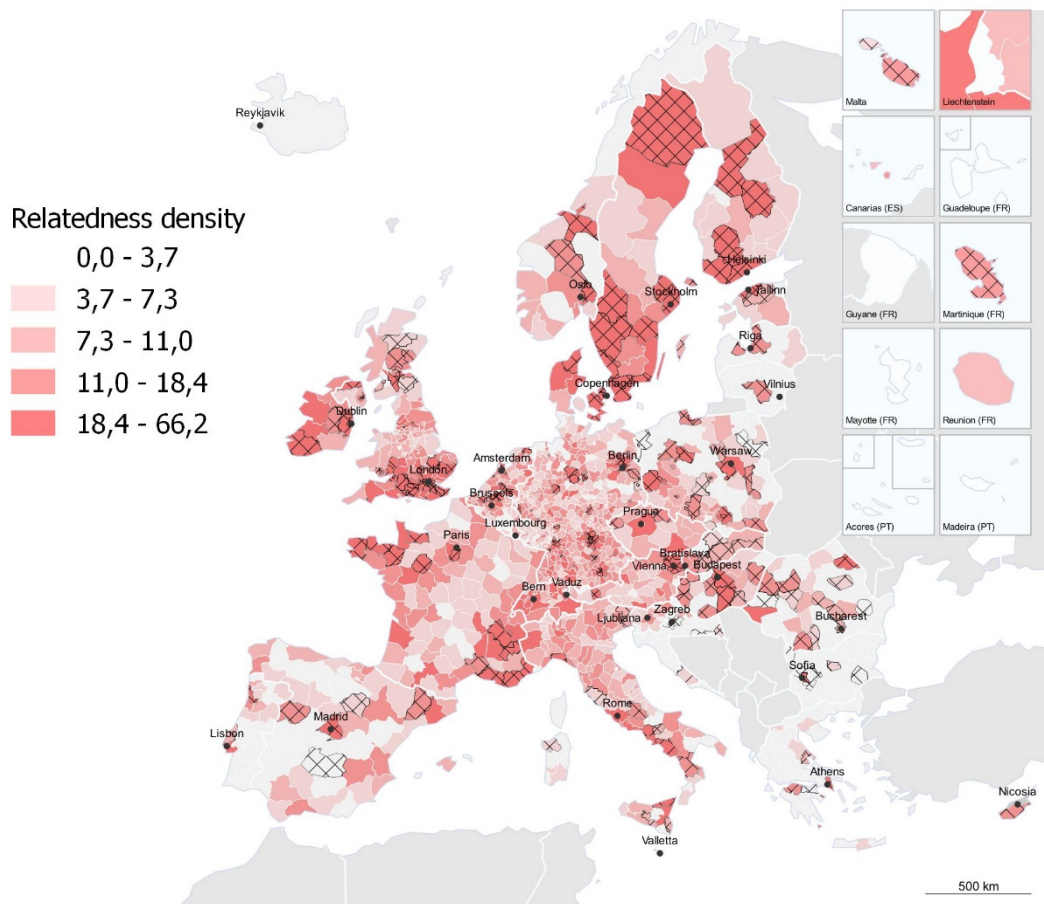 Reykjavik
Relatedness density
0,0 - 3,7
3,7 - 7,3
7,3 - 11,0
11,0 - 18,4
18,4 - 66,2
Malta
Liechtenstein
Canarias (ES)
Guadeloupe (FR)
Guyane (FR)
Martinique (FR)
Mayotte (FR)
Reunion (FR)
Acores (PT)
Madeira (PT)
Helsinki
Oslo
Stockholm
Tallinn
Riga
Copenhagen
Vilnius
Dublin
Amsterdam
Berlin
Warsaw
London
Brussels
Prague
Luxembourg
Paris
Bratislava
Vienna
Budapest
Bern
Vaduz
Zagreb
Ljubljana
Bucharest
Sofia
Rome
Madrid
Lisbon
Athens
Nicosia
Valletta
500 km